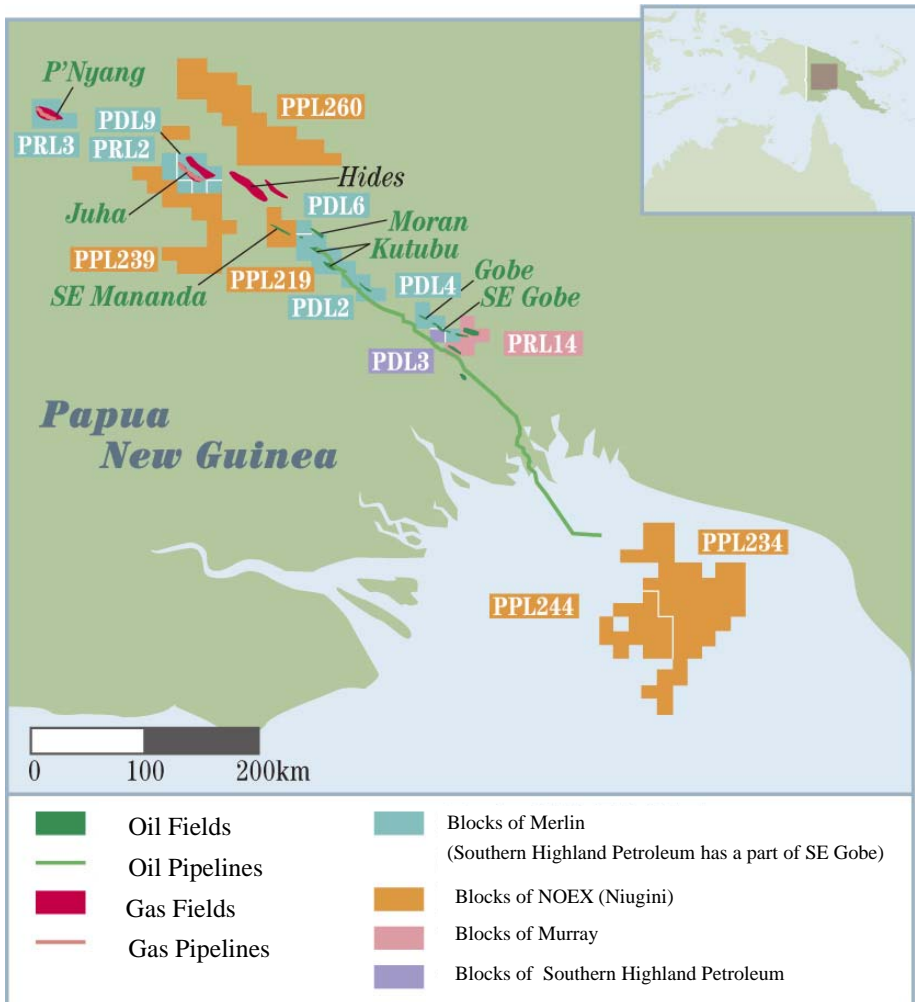 P'Nyang
PPL260
PDL9
PRL3
PRL2
Hides
Juha
PDL6
Moran
Kutubu
PPL239
PPL219
Gobe
SE Mananda
PDL4
SE Gobe
PDL2
PRL14
PDL3
Papua
New Guinea
PPL234
PPL244
0 100 200km
Oil Fields
Oil Pipelines
Gas Fields
Gas Pipelines
Blocks of Merlin
(Southern Highland Petroleum has a part of SE Gobe)
Blocks of NOEX (Niugini)
Blocks of Murray
Blocks of Southern Highland Petroleum